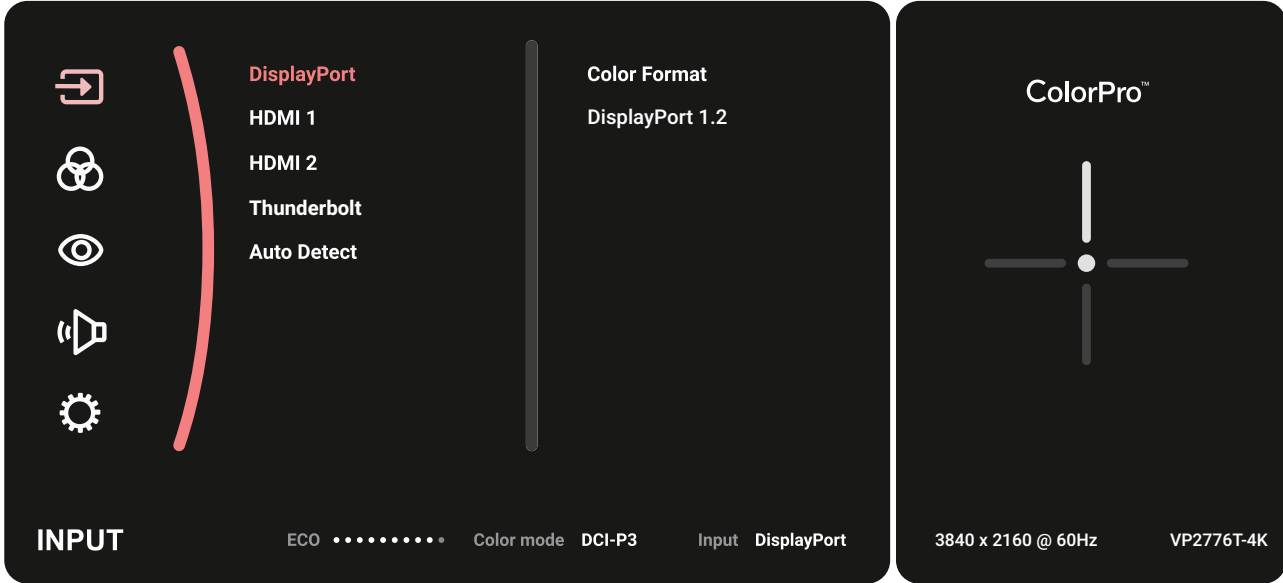 DisplayPort
HDMI 1
HDMI 2
Thunderbolt
Auto Detect
Color Format
DisplayPort 1.2
ColorPro™
INPUT
ECO
Color mode DCI-P3
Input DisplayPort
3840 x 2160 @ 60Hz
VP2776T-4K